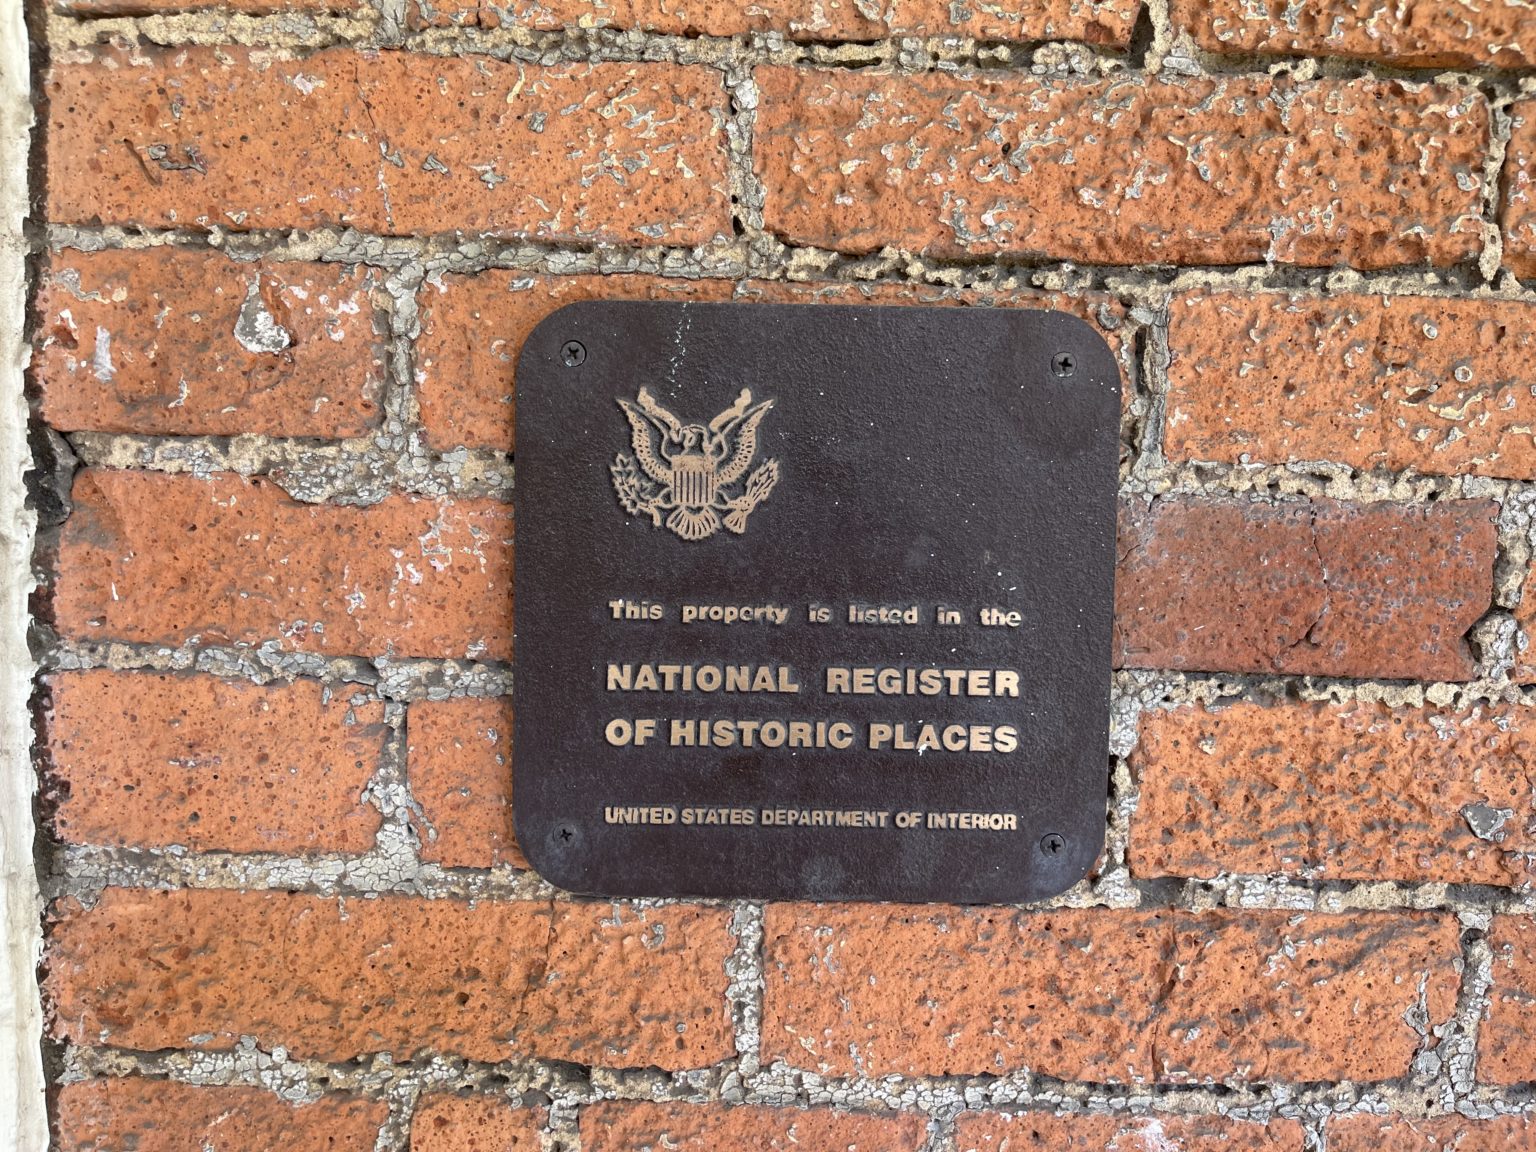 This property is listed in the
NATIONAL REGISTER
OF HISTORIC PLACES
UNITED STATES DEPARTMENT OF INTERIOR